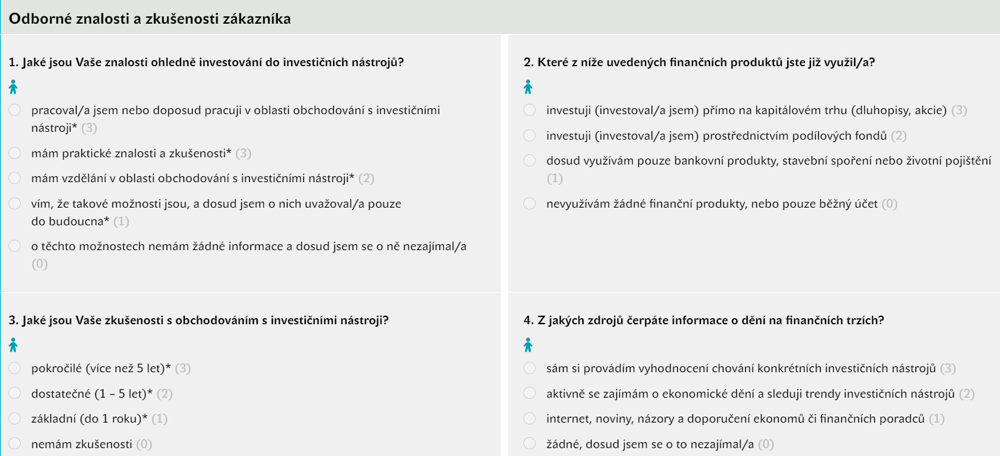 Odborné znalosti a zkušenosti zákazníka
1. Jaké jsou Vaše znalosti ohledně investování do investičních nástrojů?
pracoval/a jsem nebo doposud pracuji v oblasti obchodování s investičními
nástroji* (3)
mám praktické znalosti a zkušenosti* (3)
mám vzdělání v oblasti obchodování s investičními nástroji* (2)
vím, že takové možnosti jsou, a dosud jsem o nich uvažoval/a pouze
do budoucna* (1)
o těchto možnostech nemám žádné informace a dosud jsem se o ně nezajímal/a
(0)
2. Které z níže uvedených finančních produktů jste již využil/a?
investuji (investoval/a jsem) přímo na kapitálovém trhu (dluhopisy, akcie) (3)
investuji (investoval/a jsem) prostřednictvím podílových fondů (2)
dosud využívám pouze bankovní produkty, stavební spoření nebo životní pojištění
(1)
nevyužívám žádné finanční produkty, nebo pouze běžný účet (0)
3. Jaké jsou Vaše zkušenosti s obchodováním s investičními nástroji?
pokročilé (více než 5 let)* (3)
dostatečné (1 – 5 let)* (2)
základní (do 1 roku)* (1)
nemám zkušenosti (0)
4. Z jakých zdrojů čerpáte informace o dění na finančních trzích?
sám si provádím vyhodnocení chování konkrétních investičních nástrojů (3)
aktivně se zajímám o ekonomické dění a sleduji trendy investičních nástrojů (2)
internet, noviny, názory a doporučení ekonomů či finančních poradců (1)
žádné, dosud jsem se o to nezajímal/a (0)